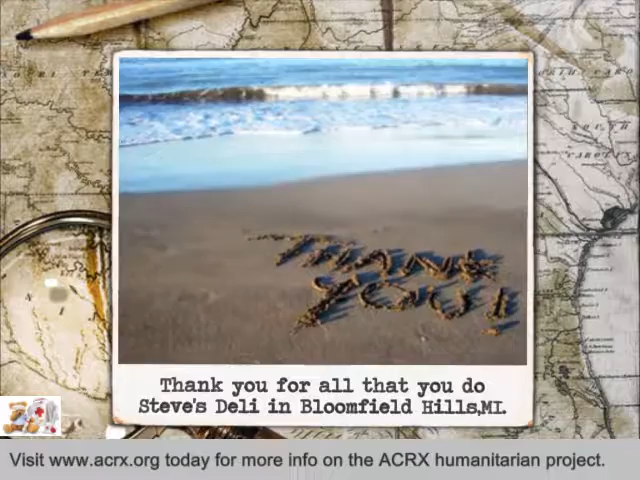 THANK
YOU!
Thank you for all that you do
Steve's Deli in Bloomfield Hills,MI.
Visit www.acrx.org today for more info on the ACRX humanitarian project.